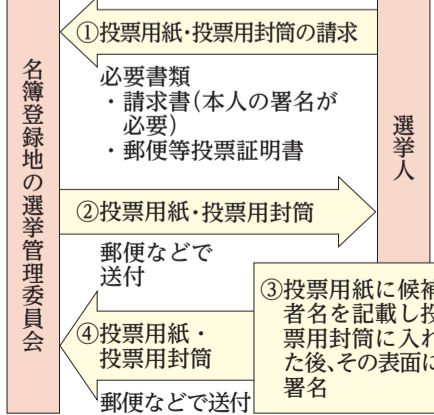 ①投票用紙・投票用封筒の請求
必要書類
・請求書(本人の署名が
必要)
・郵便等投票証明書
名簿登録地の選挙管理委員会
選挙人
②投票用紙・投票用封筒
郵便などで
送付
③投票用紙に候補
者名を記載し投
票用封筒に入れ
た後、その表面に
署名
④投票用紙・
投票用封筒
郵便などで送付